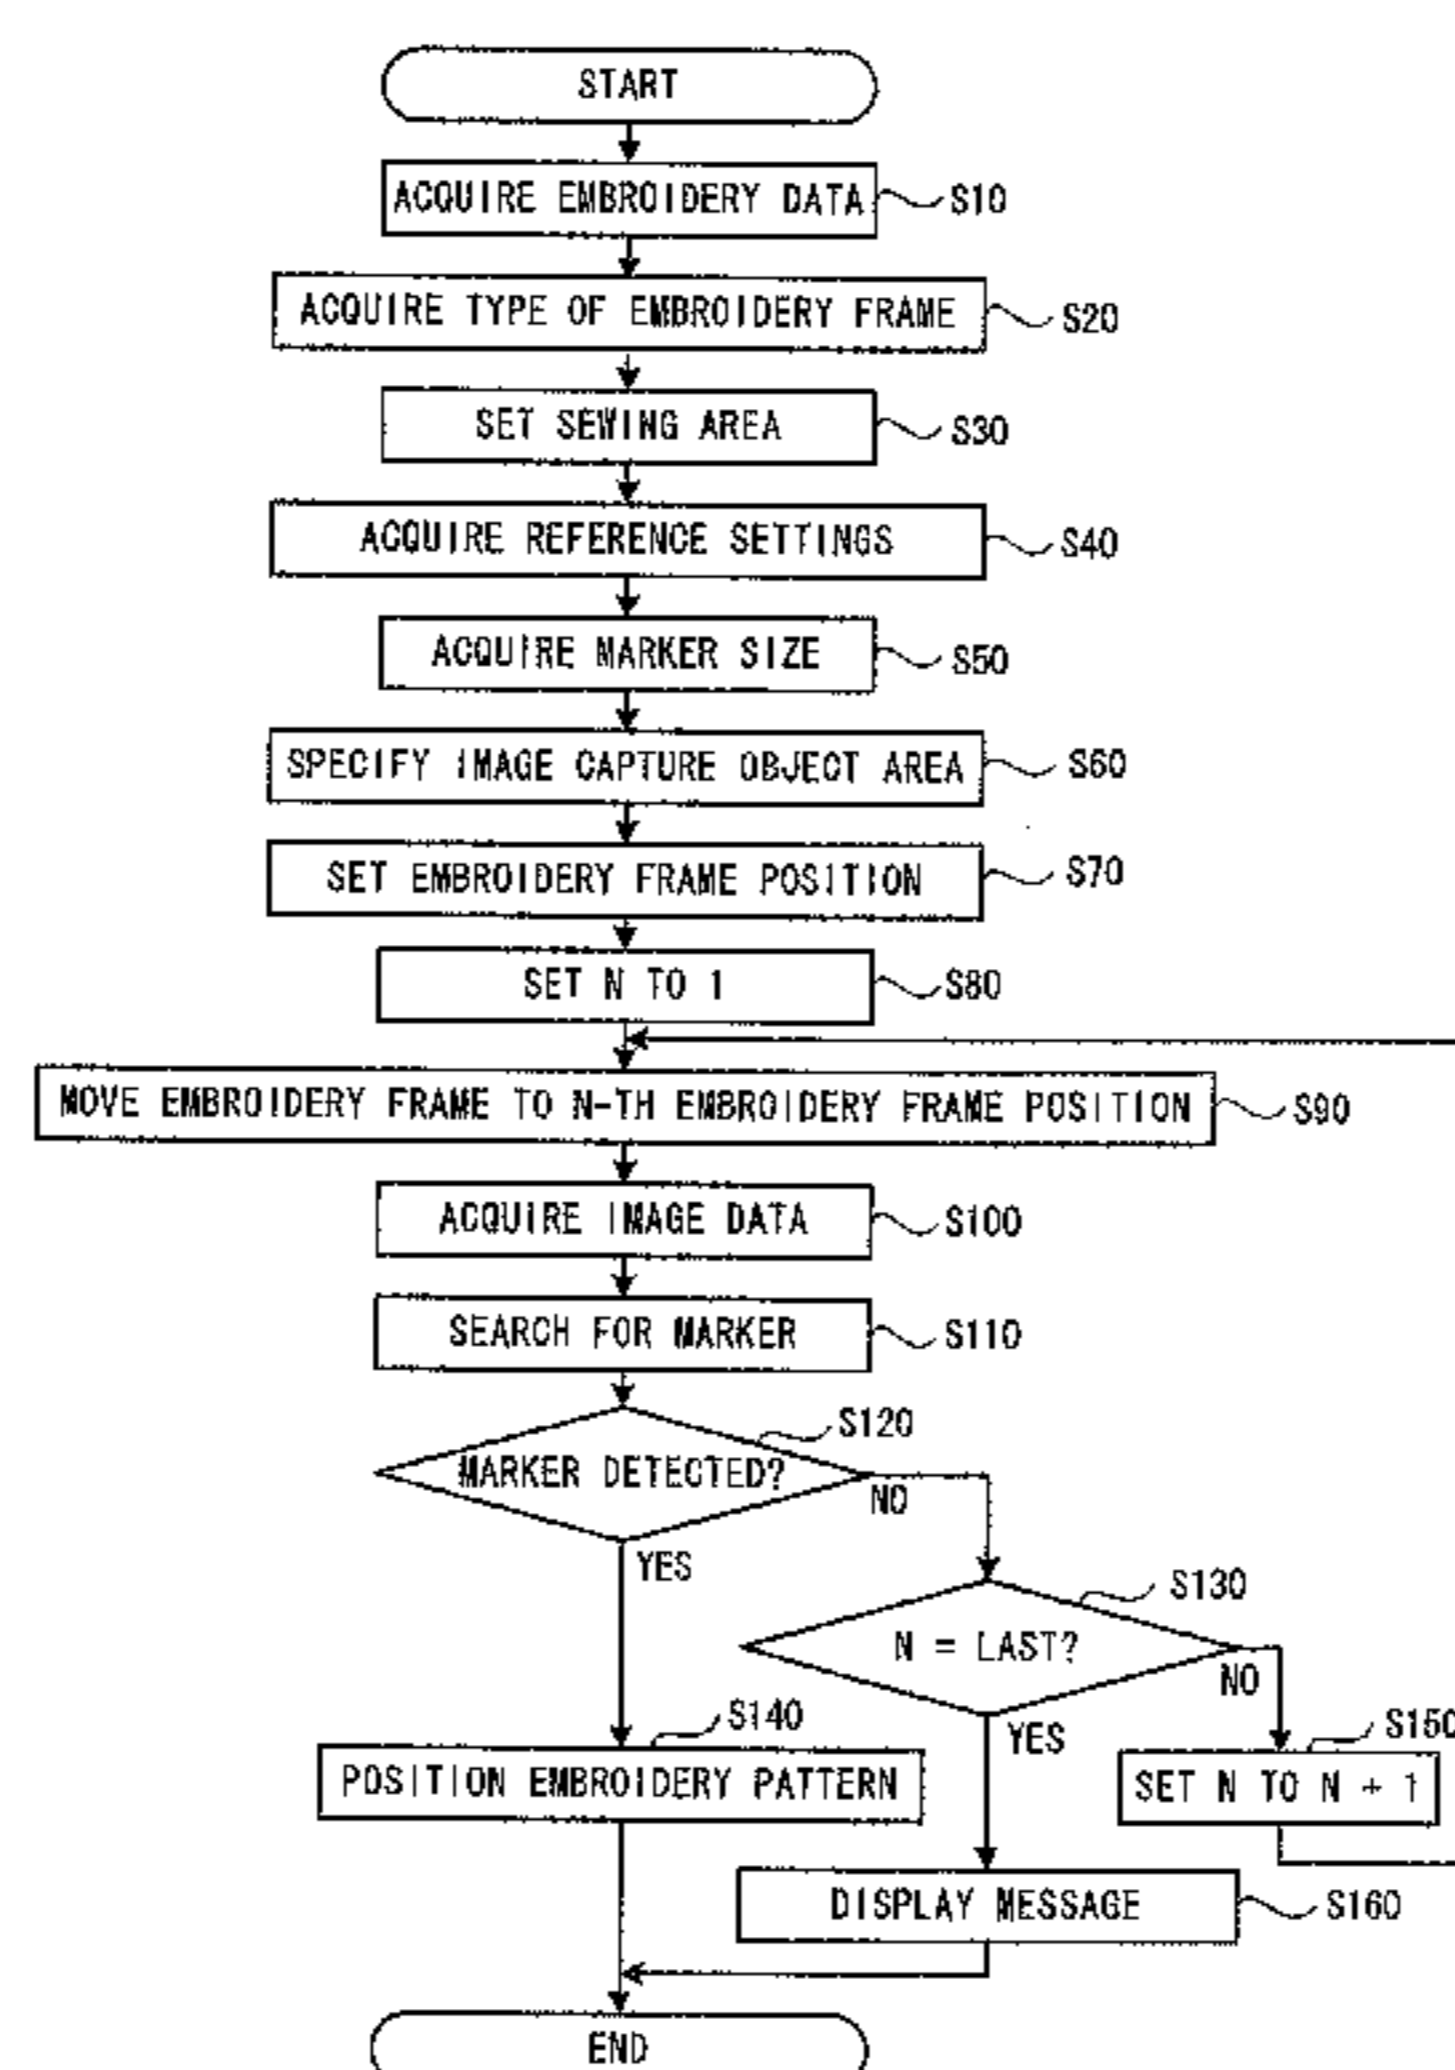 START
ACQUIRE EMBROIDERY DATA S10
ACQUIRE TYPE OF EMBROIDERY FRAME S20
SET SEWING AREA S30
ACQUIRE REFERENCE SETTINGS S40
ACQUIRE MARKER SIZE S50
SPECIFY IMAGE CAPTURE OBJECT AREA S60
SET EMBROIDERY FRAME POSITION S70
SET N TO 1 S80
MOVE EMBROIDERY FRAME TO N-TH EMBROIDERY FRAME POSITION S90
ACQUIRE IMAGE DATA S100
SEARCH FOR MARKER S110
S120
MARKER DETECTED?
NO
YES
S130
N = LAST?
NO
YES
S140
POSITION EMBROIDERY PATTERN
S150
SET N TO N + 1
DISPLAY MESSAGE S160
END